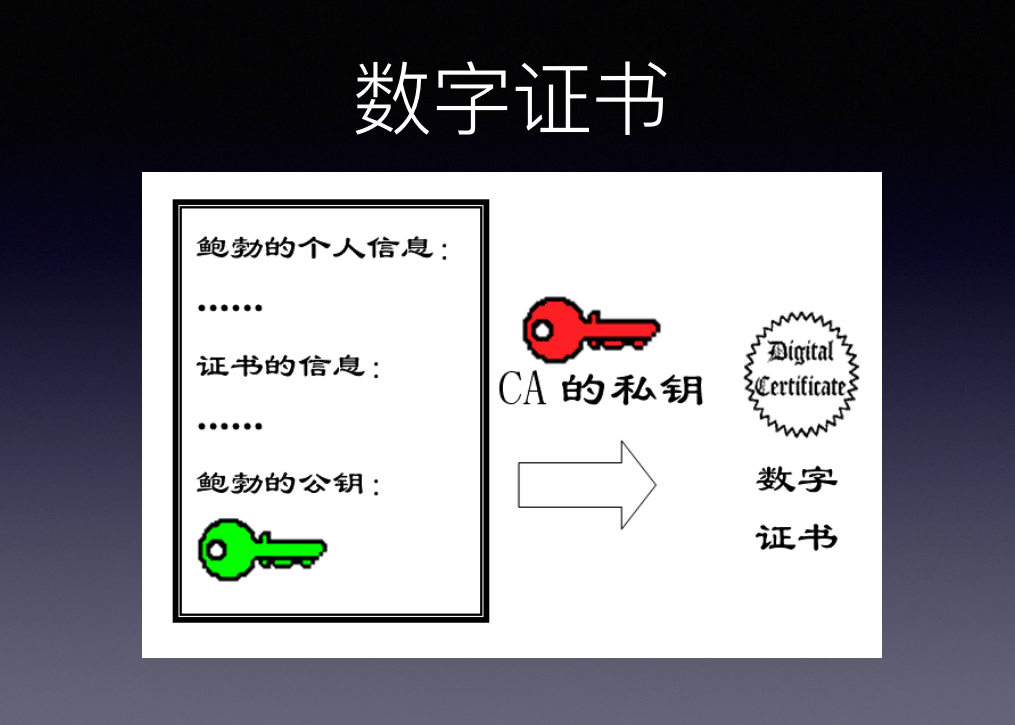 数字证书
鲍勃的个人信息：
……
证书的信息：
……
鲍勃的公钥：
CA 的私钥
Digital
Certificate
数字
证书